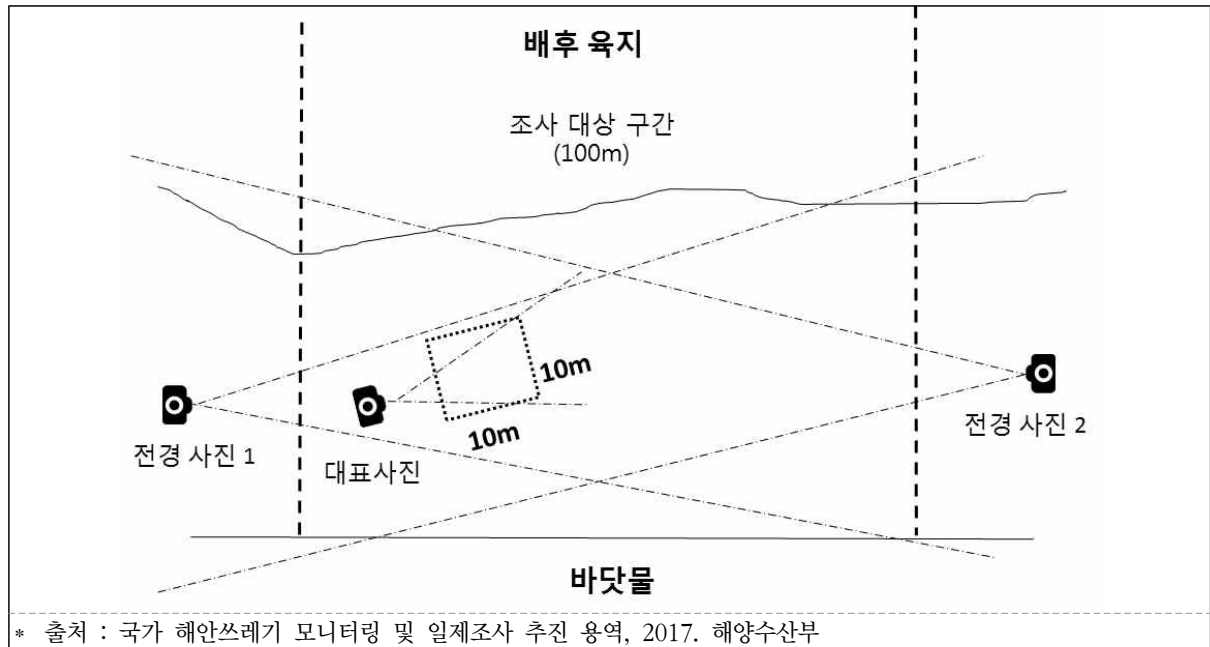 배후 육지
조사 대상 구간
(100m)
10m
10m
전경 사진 1
대표사진
전경 사진 2
바닷물
* 출처 : 국가 해안쓰레기 모니터링 및 일제조사 추진 용역, 2017. 해양수산부